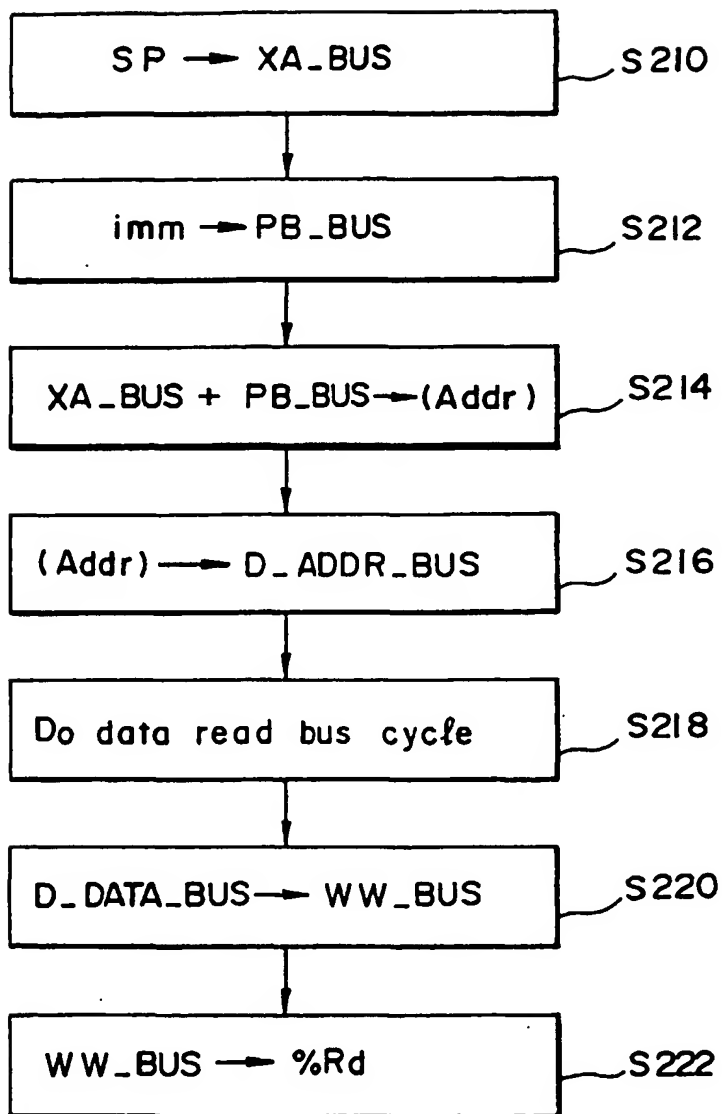 SP → XA_BUS S210
imm → PB_BUS S212
XA_BUS + PB_BUS → (Addr) S214
(Addr) → D_ADDR_BUS S216
Do data read bus cycle S218
D_DATA_BUS → WW_BUS S220
WW_BUS → %Rd S222